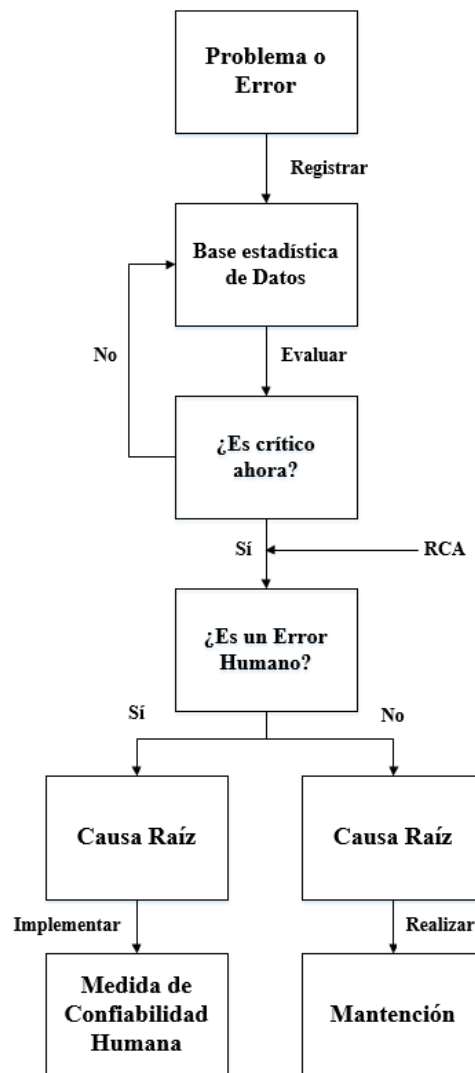 Problema o
Error
Registrar
Base estadística
de Datos
No
Evaluar
¿Es crítico
ahora?
Sí
RCA
¿Es un Error
Humano?
Sí
No
Causa Raíz
Causa Raíz
Implementar
Realizar
Medida de
Confiabilidad
Humana
Mantención